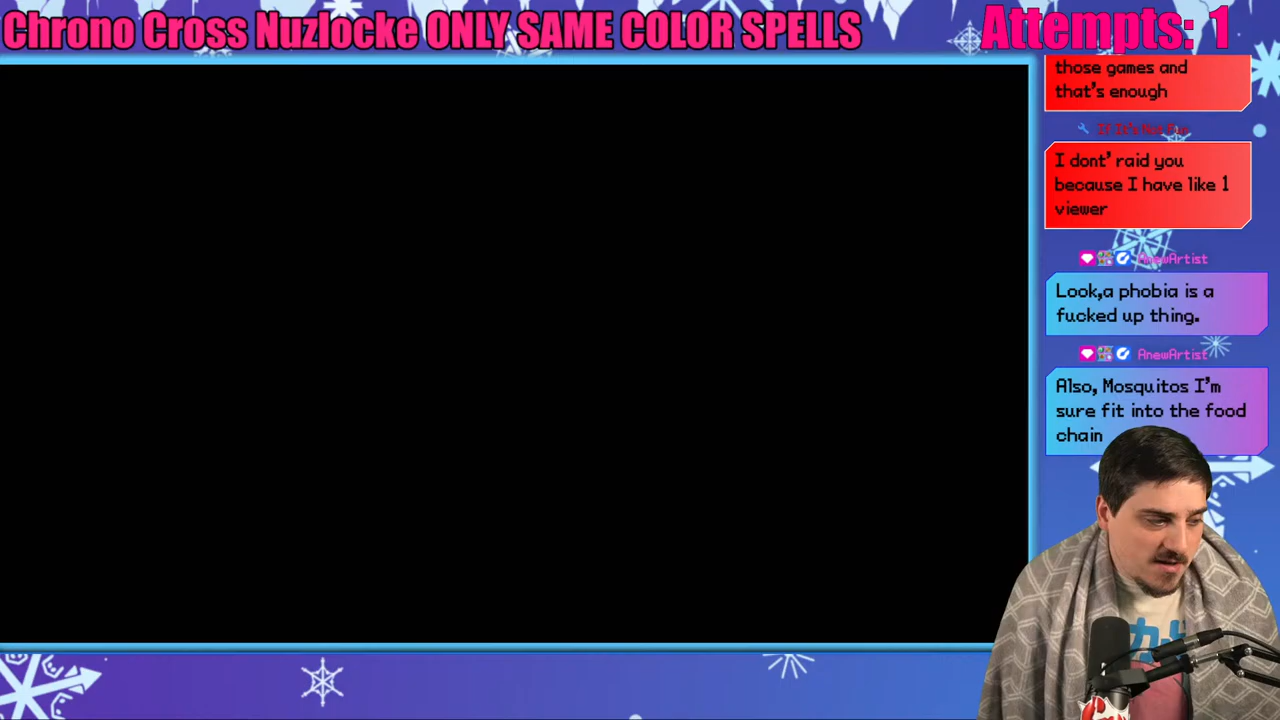 Chrono Cross Nuzlocke ONLY SAME COLOR SPELLS
Attempts: 1
those games and
that's enough
I dont' raid you
because I have like 1
viewer
AnewArtist
Look,a phobia is a
fucked up thing.
AnewArtist
Also, Mosquitos I'm
sure fit into the food
chain